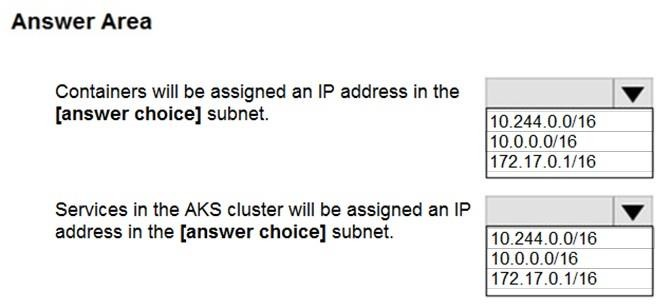 Answer Area
Containers will be assigned an IP address in the
[answer choice] subnet.
10.244.0.0/16
10.0.0.0/16
172.17.0.1/16
Services in the AKS cluster will be assigned an IP
address in the [answer choice] subnet.
10.244.0.0/16
10.0.0.0/16
172.17.0.1/16